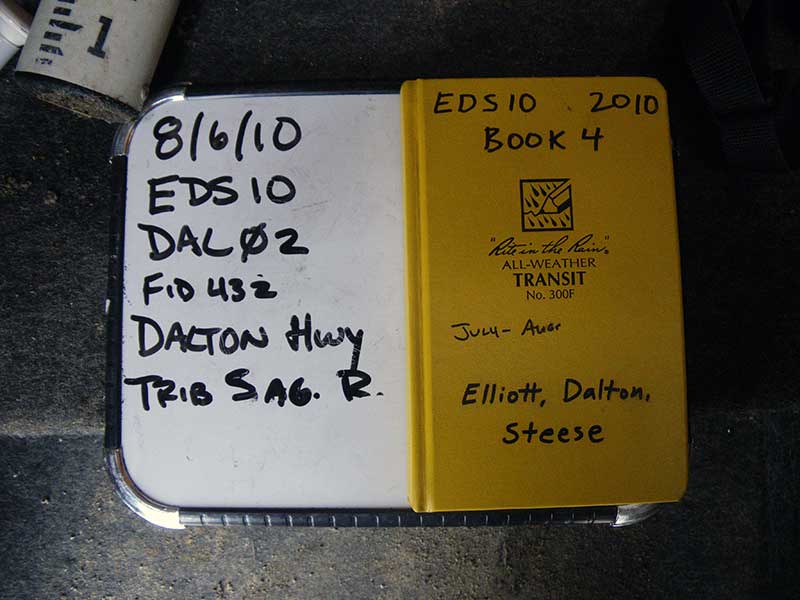 1
8/6/10
EDS10
DALØ2
FID 432
DALTON Hwy
TRIB SAG. R.
EDS10 . 2010
BOOK 4
"Rite in the Rain"®
ALL-WEATHER
TRANSIT
No. 300F
JULY - AUG
Elliott, Dalton,
Steese